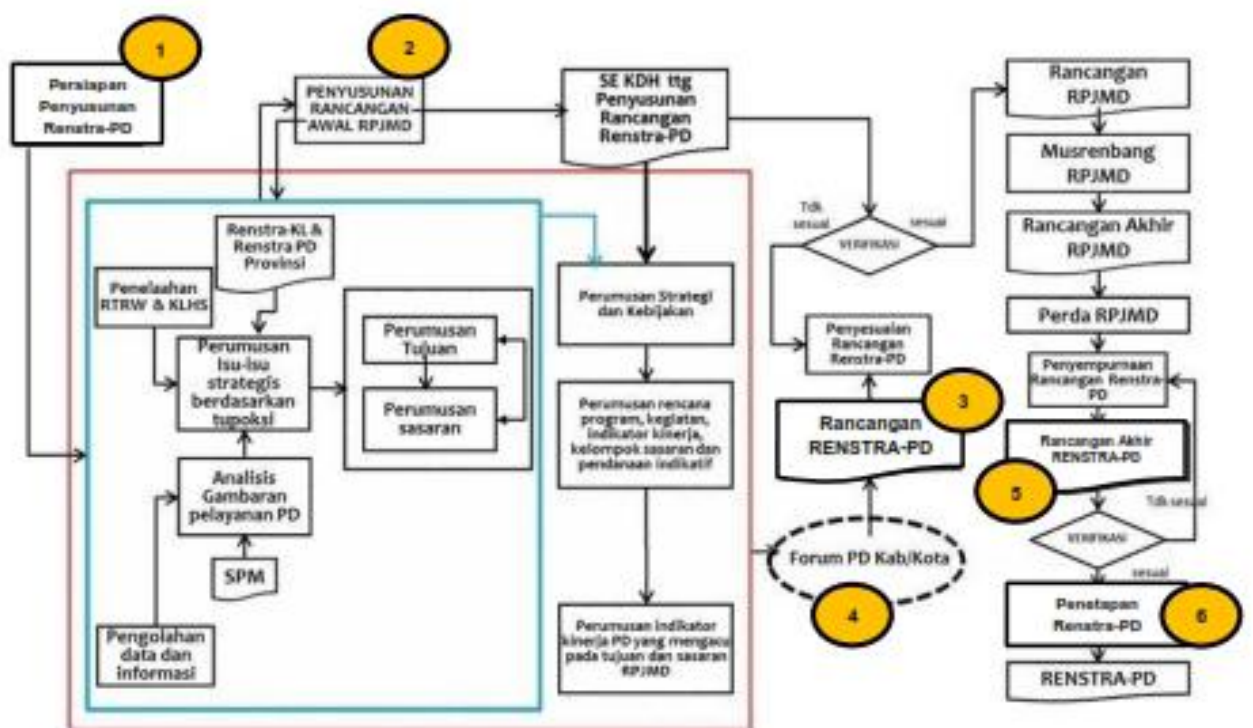 1
Persiapan
Penyusunan
Renstra-PD
2
PENYUSUNAN
RANCANGAN
AWAL RPJMD
SE KDH ttg
Penyusunan
Rancangan
Renstra-PD
Rancangan
RPJMD
Musrenbang
RPJMD
Rancangan Akhir
RPJMD
Perda RPJMD
Penyempurnaan
Rancangan Renstra-
PD
Rancangan Akhir
RENSTRA-PD
5
Tdk sesuai
VERIFIKASI
sesuai
Penetapan
Renstra-PD
6
RENSTRA-PD
Tdk
sesuai
sesuai
VERIFIKASI
Penyesuaian
Rancangan
Renstra-PD
3
Rancangan
RENSTRA-PD
Forum PD Kab/Kota
4
Renstra-KL &
Renstra PD
Provinsi
Penelaahan
RTRW & KLHS
Perumusan
Isu-isu
strategis
berdasarkan
tupoksi
Perumusan
Tujuan
Perumusan
sasaran
Analisis
Gambaran
pelayanan PD
SPM
Pengolahan
data dan
informasi
Perumusan Strategi
dan Kebijakan
Perumusan rencana
program, kegiatan,
indikator kinerja,
kelompok sasaran dan
pendanaan indikatif
Perumusan indikator
kinerja PD yang mengacu
pada tujuan dan sasaran
RPJMD